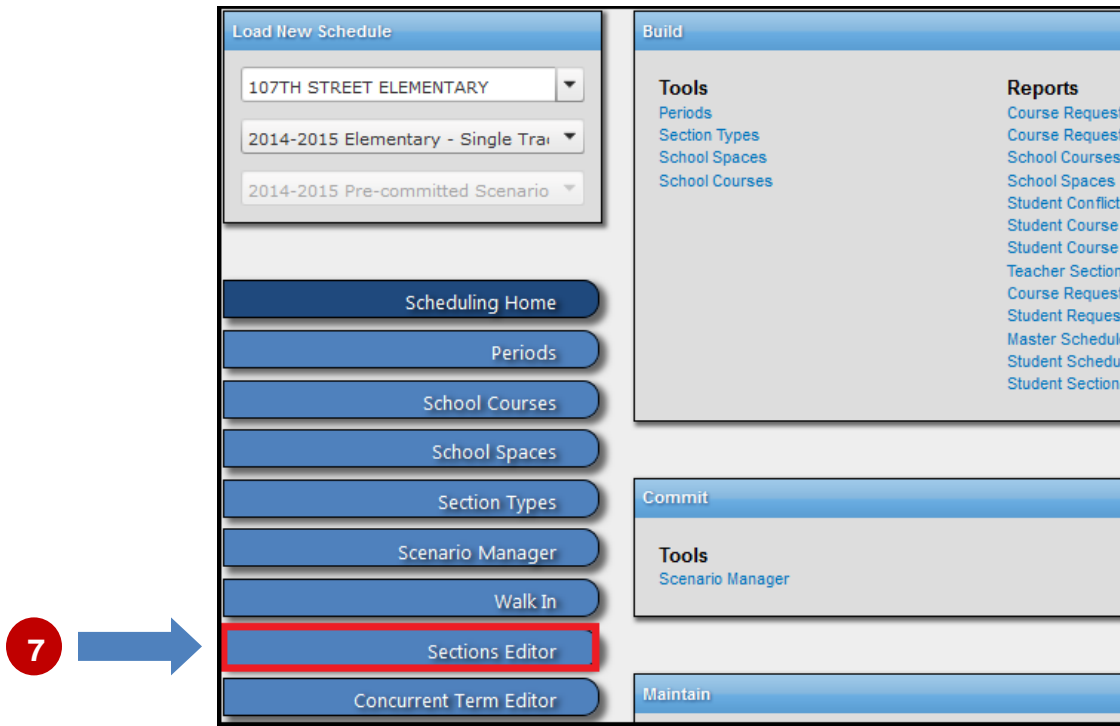 Load New Schedule
107TH STREET ELEMENTARY
2014-2015 Elementary - Single Tra
2014-2015 Pre-committed Scenario
Scheduling Home
Periods
School Courses
School Spaces
Section Types
Scenario Manager
Walk In
7
Sections Editor
Concurrent Term Editor
Build
Tools
Periods
Section Types
School Spaces
School Courses
Reports
Course Request
Course Request
School Courses
School Spaces
Student Conflict
Student Course
Student Course
Teacher Section
Course Request
Student Reques
Master Schedul
Student Schedu
Student Section
Commit
Tools
Scenario Manager
Maintain